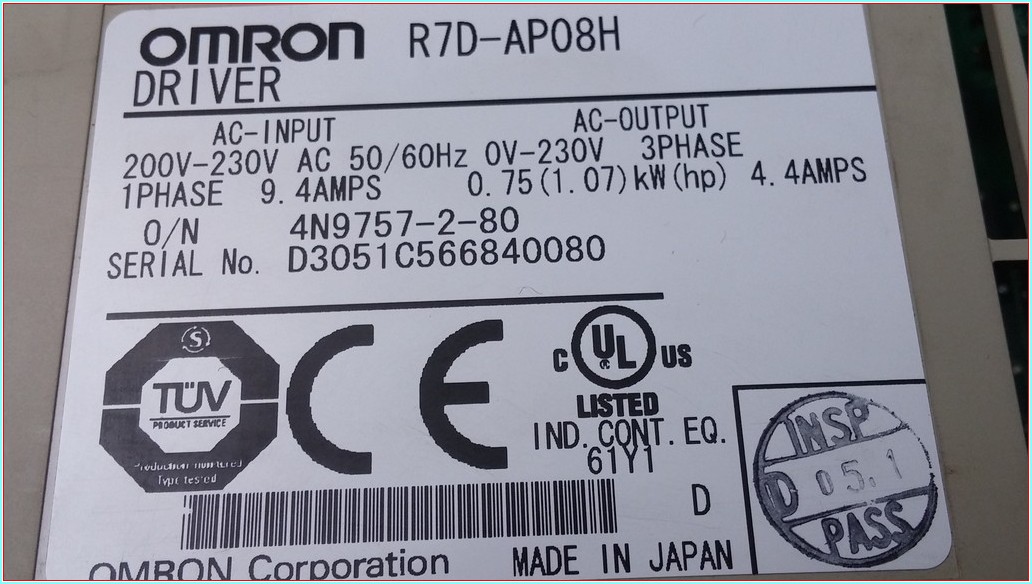 OMRON R7D-AP08H
DRIVER
AC-INPUT AC-OUTPUT
200V-230V AC 50/60Hz 0V-230V 3PHASE
1PHASE 9.4AMPS 0.75(1.07)kW(hp) 4.4AMPS
O/N 4N9757-2-80
SERIAL No. D3051C566840080
S
TÜV
PRODUCT SERVICE
Production monitored
Type tested
CE
C UL US
LISTED
IND. CONT. EQ.
61Y1
D
INSP
D 05.1
PASS
OMRON Corporation MADE IN JAPAN